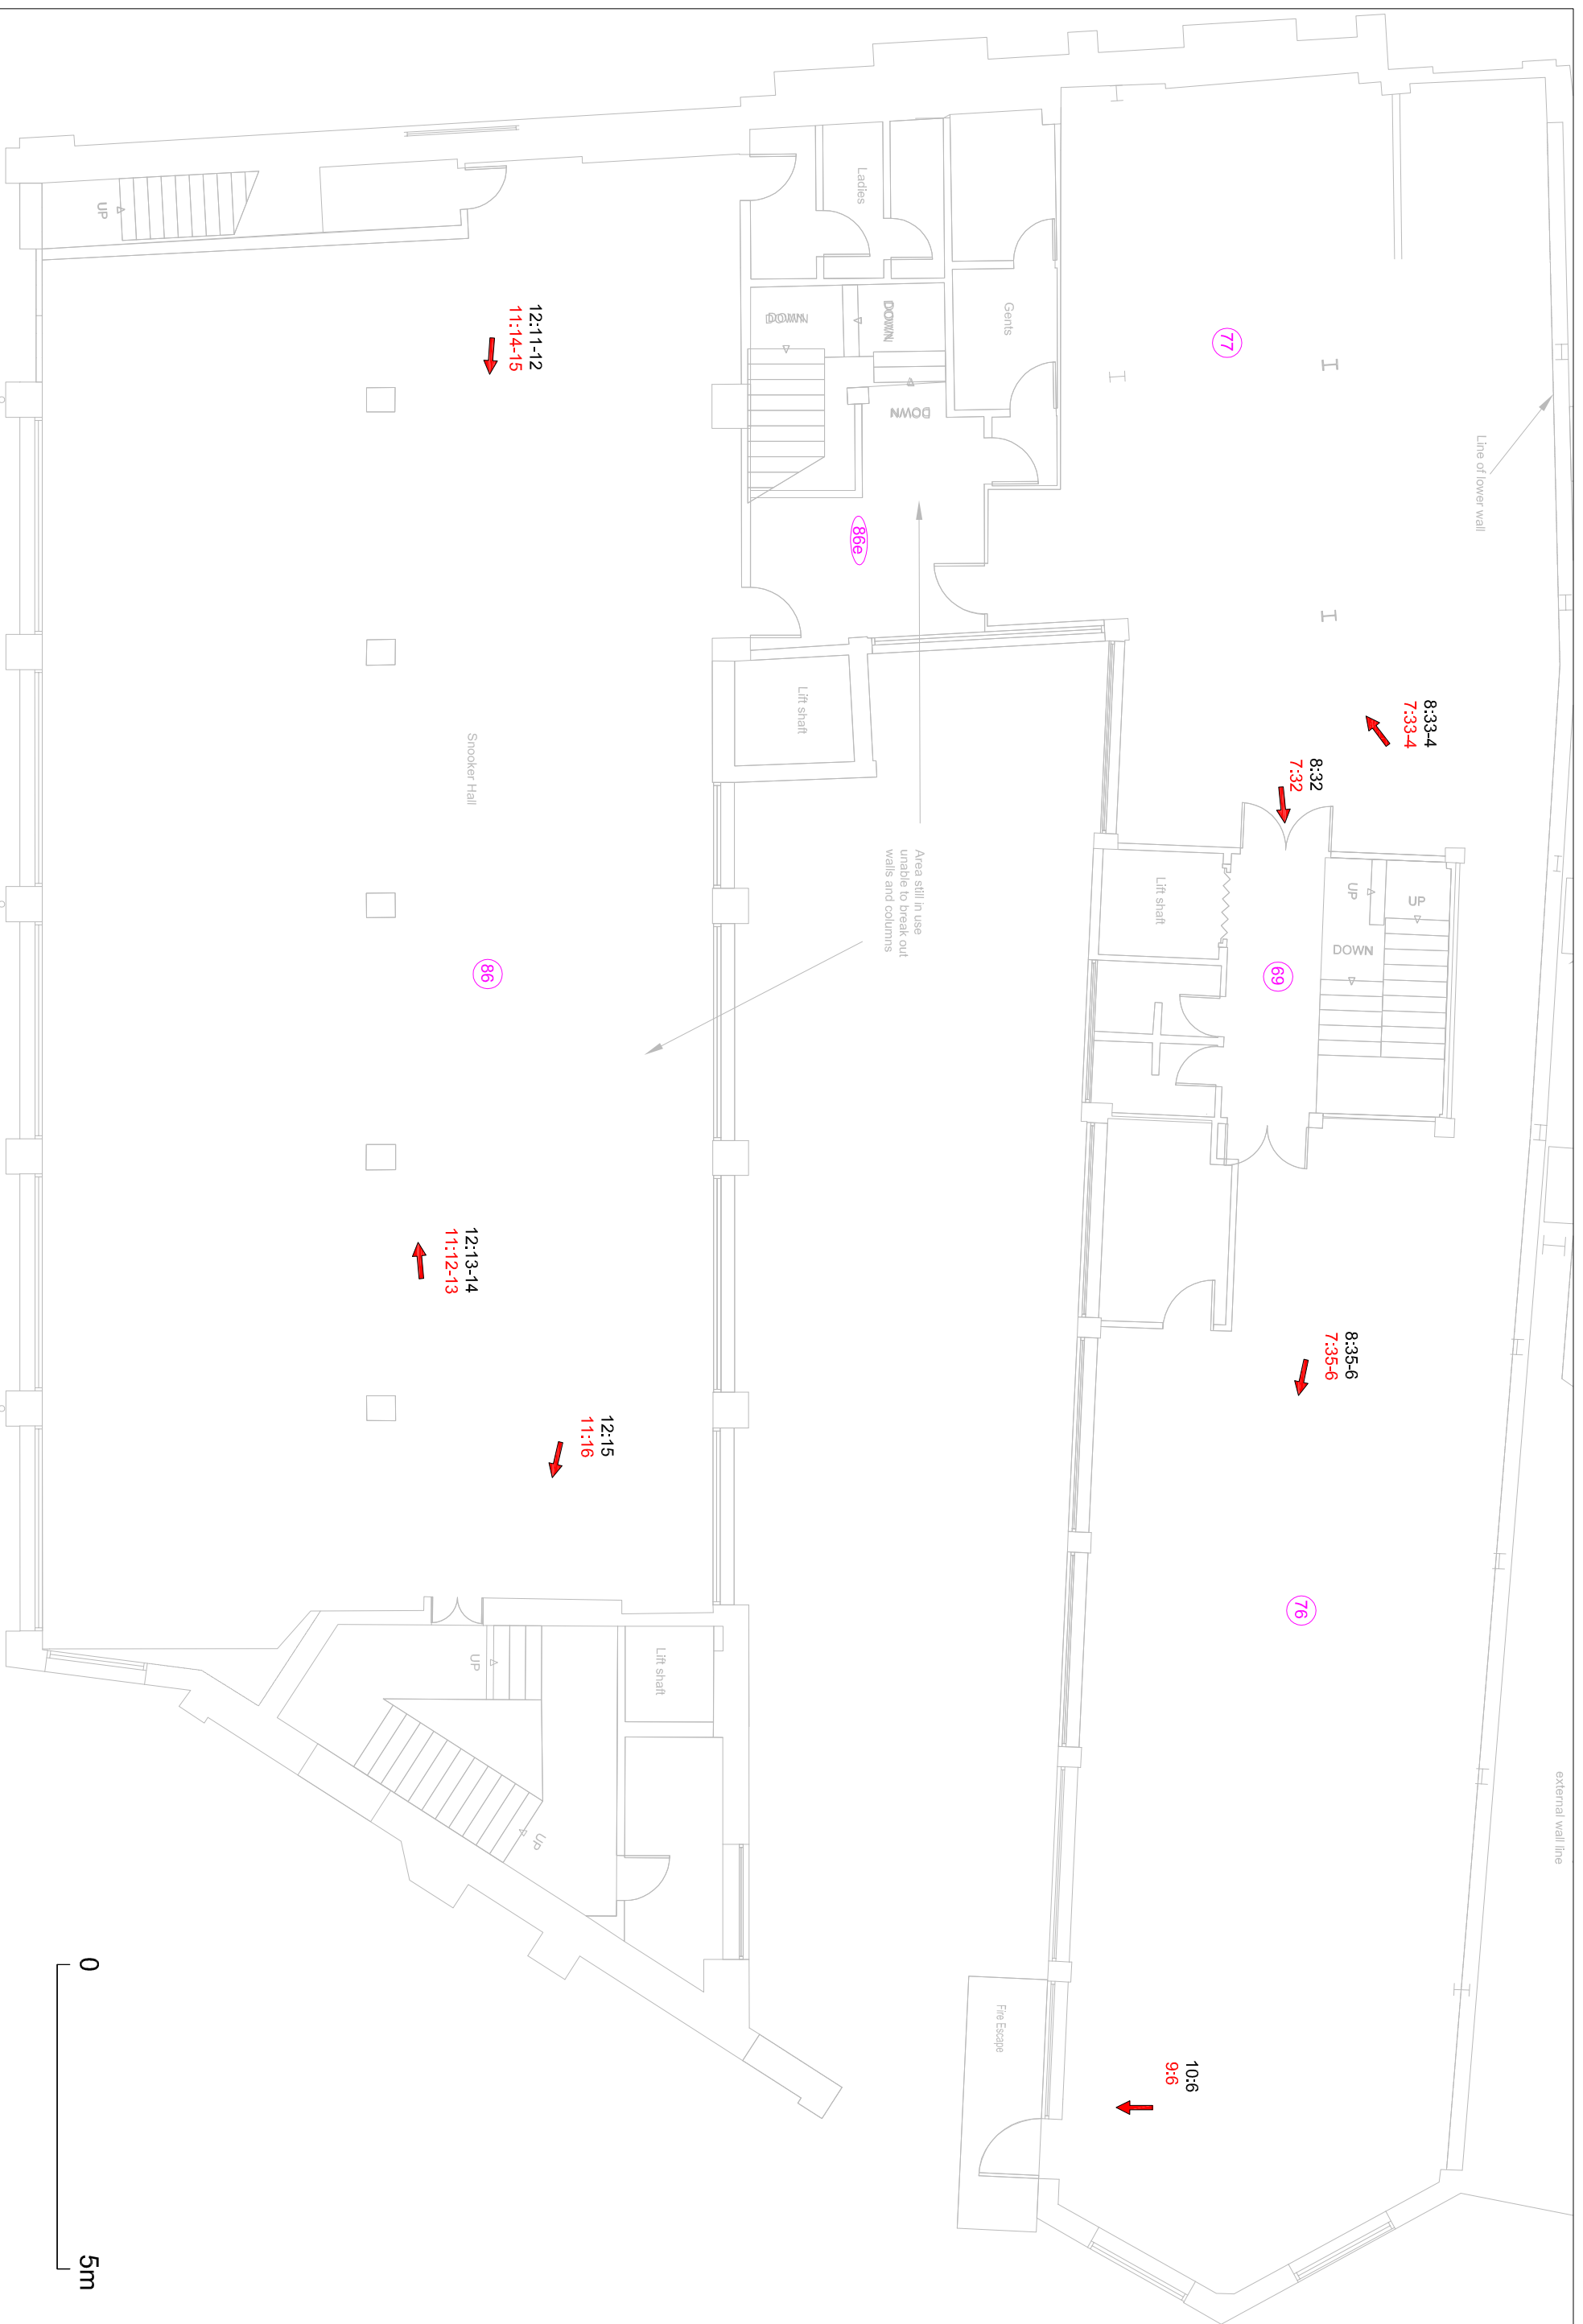 Line of lower wall
external wall line
8:33-4
7:33-4
8:32
7:32
UP
UP
DOWN
77
Lift shaft
69
8:35-6
7:35-6
76
10:6
9:6
Fire Escape
Gents
Ladies
DOWN
DOWN
DOWN
86e
Lift shaft
Area still in use
unable to break out
walls and columns
12:11-12
11:14-15
Snooker Hall
86
12:13-14
11:12-13
12:15
11:16
UP
UP
UP
Lift shaft
0
5m